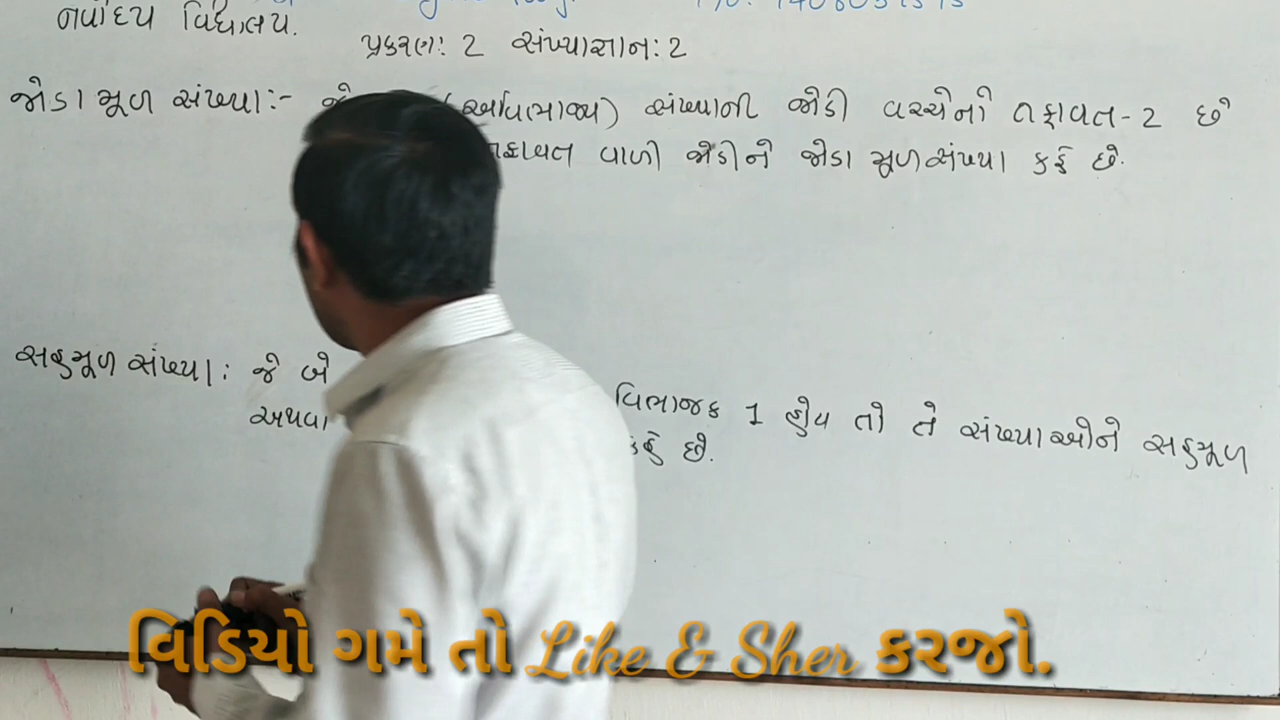 નવોદય વિદ્યાલય.
પ્રકરણ: 2 સંખ્યાજ્ઞાન: 2
જોડા મૂળ સંખ્યા:- જે (અવિભાજ્ય) સંખ્યાની જોડી વચ્ચેનો તફાવત - 2 છે
તફાવત વાળી જોડીને જોડા મૂળ સંખ્યા કહે છે.
સહમૂળ સંખ્યા: જે બે
અથવા
વિભાજક 1 હોય તો તે સંખ્યાઓને સહમૂળ
કહે છે.
વિડિયો ગમે તો Like & Sher કરજો.